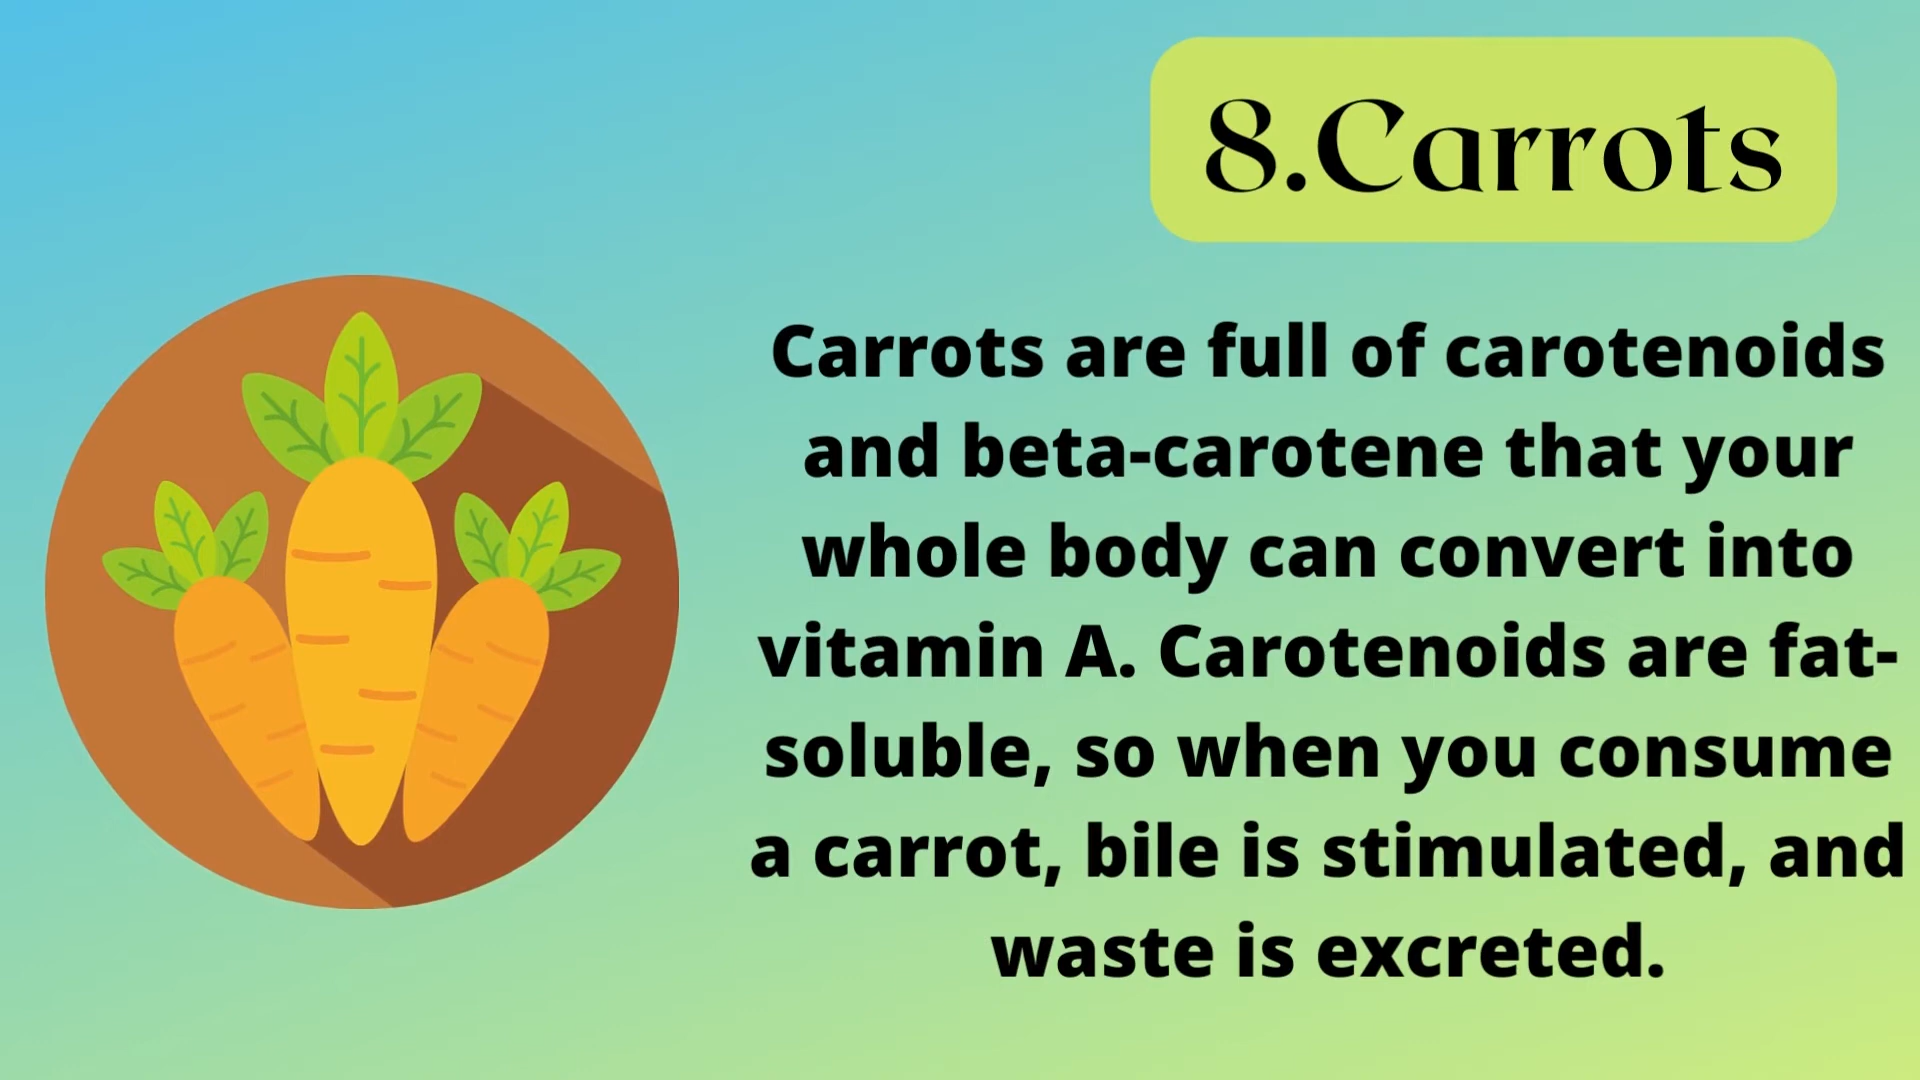 8.Carrots
Carrots are full of carotenoids
and beta-carotene that your
whole body can convert into
vitamin A. Carotenoids are fat-
soluble, so when you consume
a carrot, bile is stimulated, and
waste is excreted.